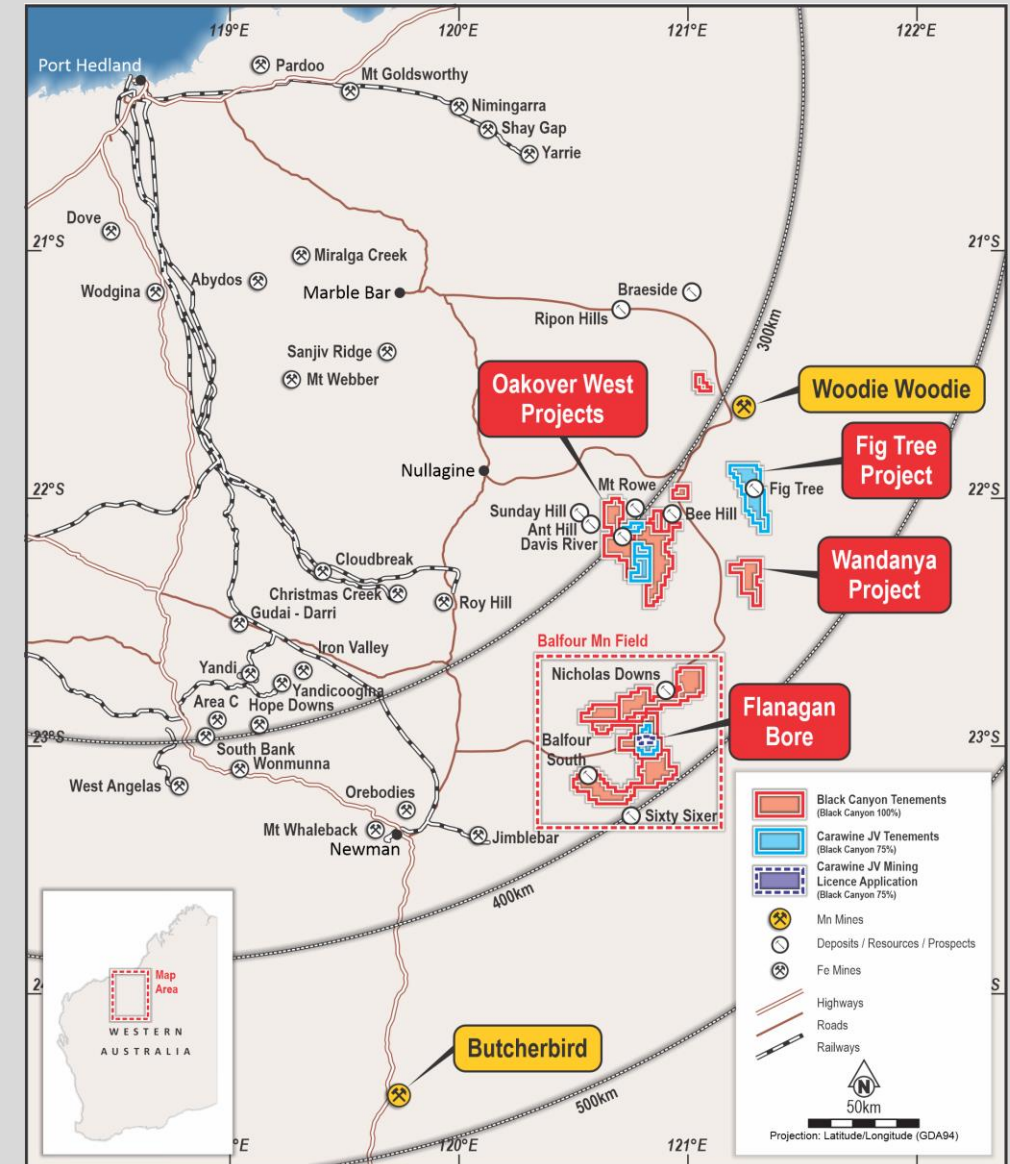 119°E
120°E
121°E
122°E
Port Hedland
Pardoo
Mt Goldsworthy
Nimingarra
Shay Gap
Yarrie
Dove
21°S
21°S
Miralga Creek
Abydos
Wodgina
Marble Bar
Braeside
Ripon Hills
300km
Sanjiv Ridge
Mt Webber
Oakover West
Projects
Woodie Woodie
Fig Tree
Project
Nullagine
Mt Rowe
Fig Tree
22°S
22°S
Sunday Hill
Bee Hill
Ant Hill
Davis River
Wandanya
Project
Cloudbreak
Christmas Creek
Roy Hill
Gudai - Darri
Iron Valley
Balfour Mn Field
Yandi
Yandicoogina
Nicholas Downs
Area C
Hope Downs
Flanagan
Bore
23°S
23°S
South Bank
Balfour
South
Wonmunna
West Angelas
Orebodies
Sixty Sixer
Mt Whaleback
Newman
Jimblebar
400km
Black Canyon Tenements
(Black Canyon 100%)
Carawine JV Tenements
(Black Canyon 75%)
Carawine JV Mining
Licence Application
(Black Canyon 75%)
Mn Mines
Deposits / Resources / Prospects
Fe Mines
Highways
Roads
Railways
N
50km
Projection: Latitude/Longitude (GDA94)
Map
Area
WESTERN
AUSTRALIA
24
S
Butcherbird
500km
°E
120°E
121°E